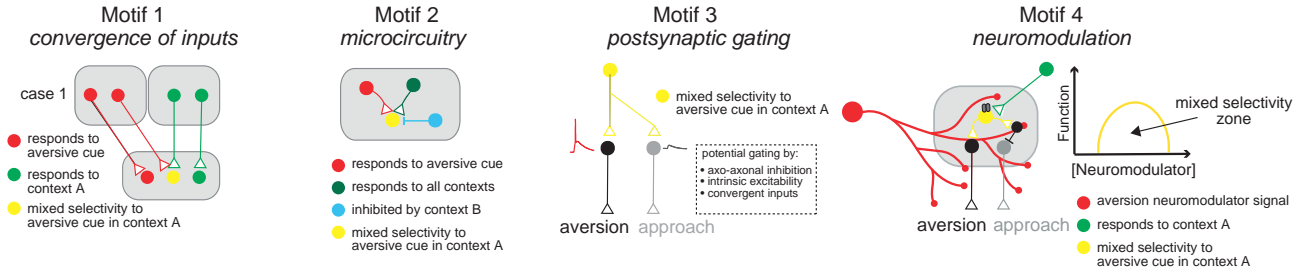 Motif 1
convergence of inputs
case 1
responds to
aversive cue
responds to
context A
mixed selectivity to
aversive cue in context A
Motif 2
microcircuitry
responds to aversive cue
responds to all contexts
inhibited by context B
mixed selectivity to
aversive cue in context A
Motif 3
postsynaptic gating
mixed selectivity to
aversive cue in context A
potential gating by:
• axo-axonal inhibition
• intrinsic excitability
• convergent inputs
aversion approach
Motif 4
neuromodulation
aversion approach
Function
mixed selectivity
zone
[Neuromodulator]
aversion neuromodulator signal
responds to context A
mixed selectivity to
aversive cue in context A